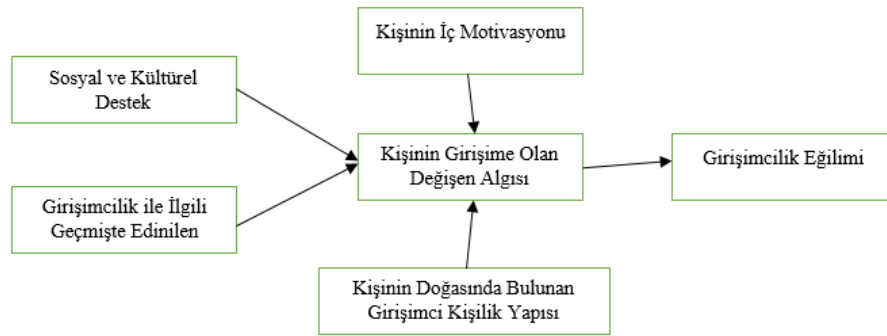 Kişinin İç Motivasyonu
Sosyal ve Kültürel
Destek
Kişinin Girişime Olan
Değişen Algısı
Girişimcilik Eğilimi
Girişimcilik ile İlgili
Geçmişte Edinilen
Kişinin Doğasında Bulunan
Girişimci Kişilik Yapısı